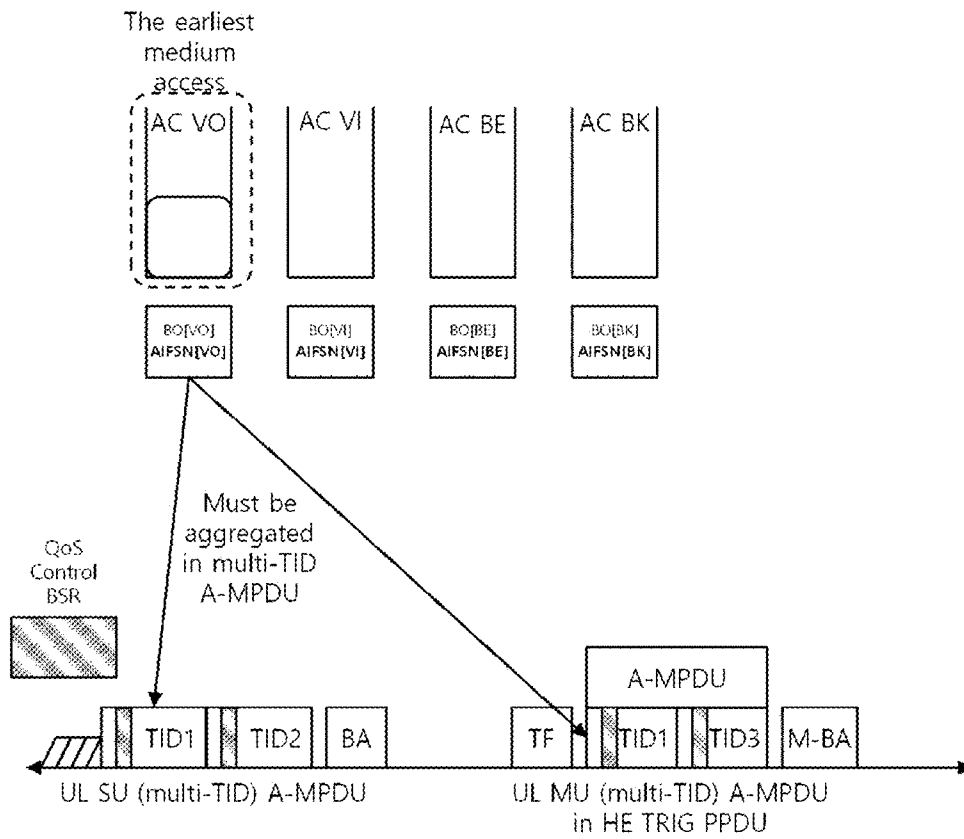 The earliest
medium
access
AC VO
AC VI
AC BE
AC BK
BO[VO]
AIFSN[VO]
BO[VI]
AIFSN[VI]
BO[BE]
AIFSN[BE]
BO[BK]
AIFSN[BK]
Must be
aggregated
in multi-TID
A-MPDU
QoS
Control
BSR
A-MPDU
TID1
TID2
BA
TF
TID1
TID3
M-BA
UL SU (multi-TID) A-MPDU
UL MU (multi-TID) A-MPDU
in HE TRIG PPDU